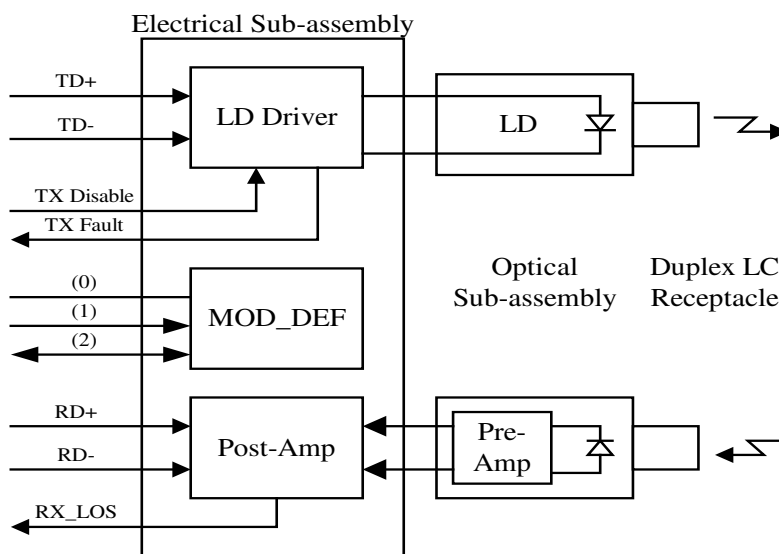 Electrical Sub-assembly
TD+
TD-
LD Driver
LD
TX Disable
TX Fault
(0)
(1)
(2)
MOD_DEF
Optical
Sub-assembly
Duplex LC
Receptacle
RD+
RD-
Post-Amp
Pre-
Amp
RX_LOS